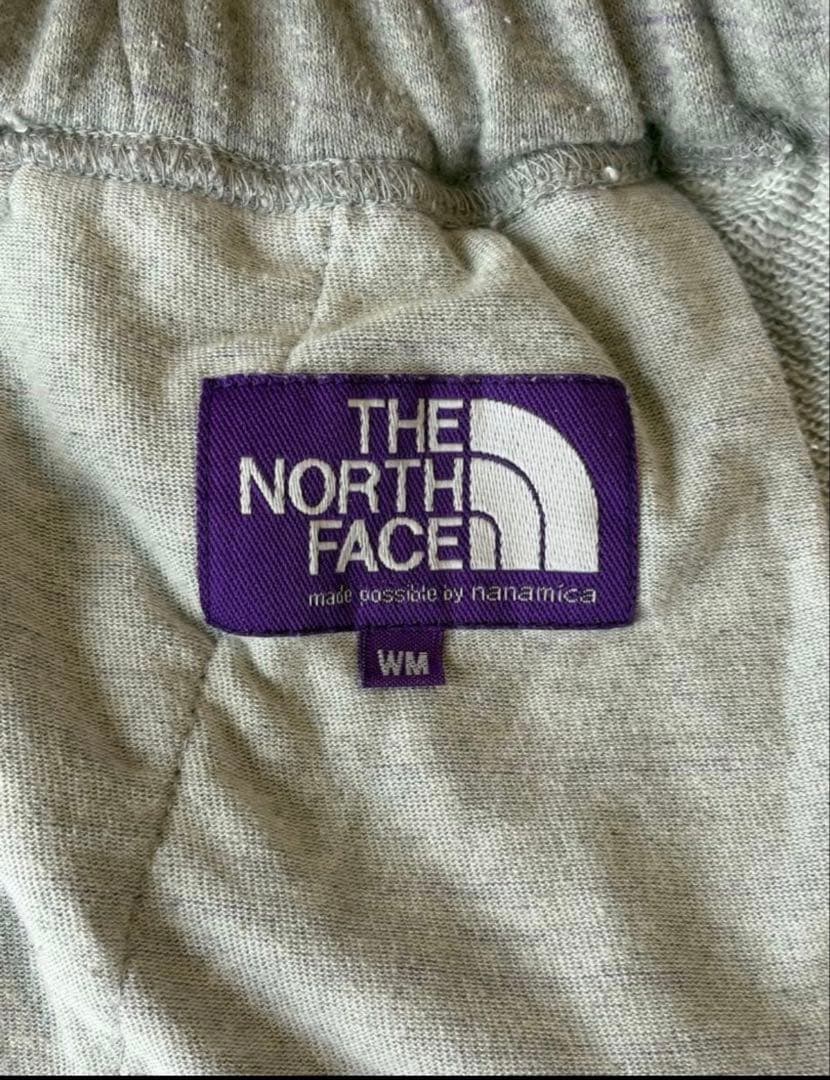 THE
NORTH
FACE
made possible by nanamica
WM